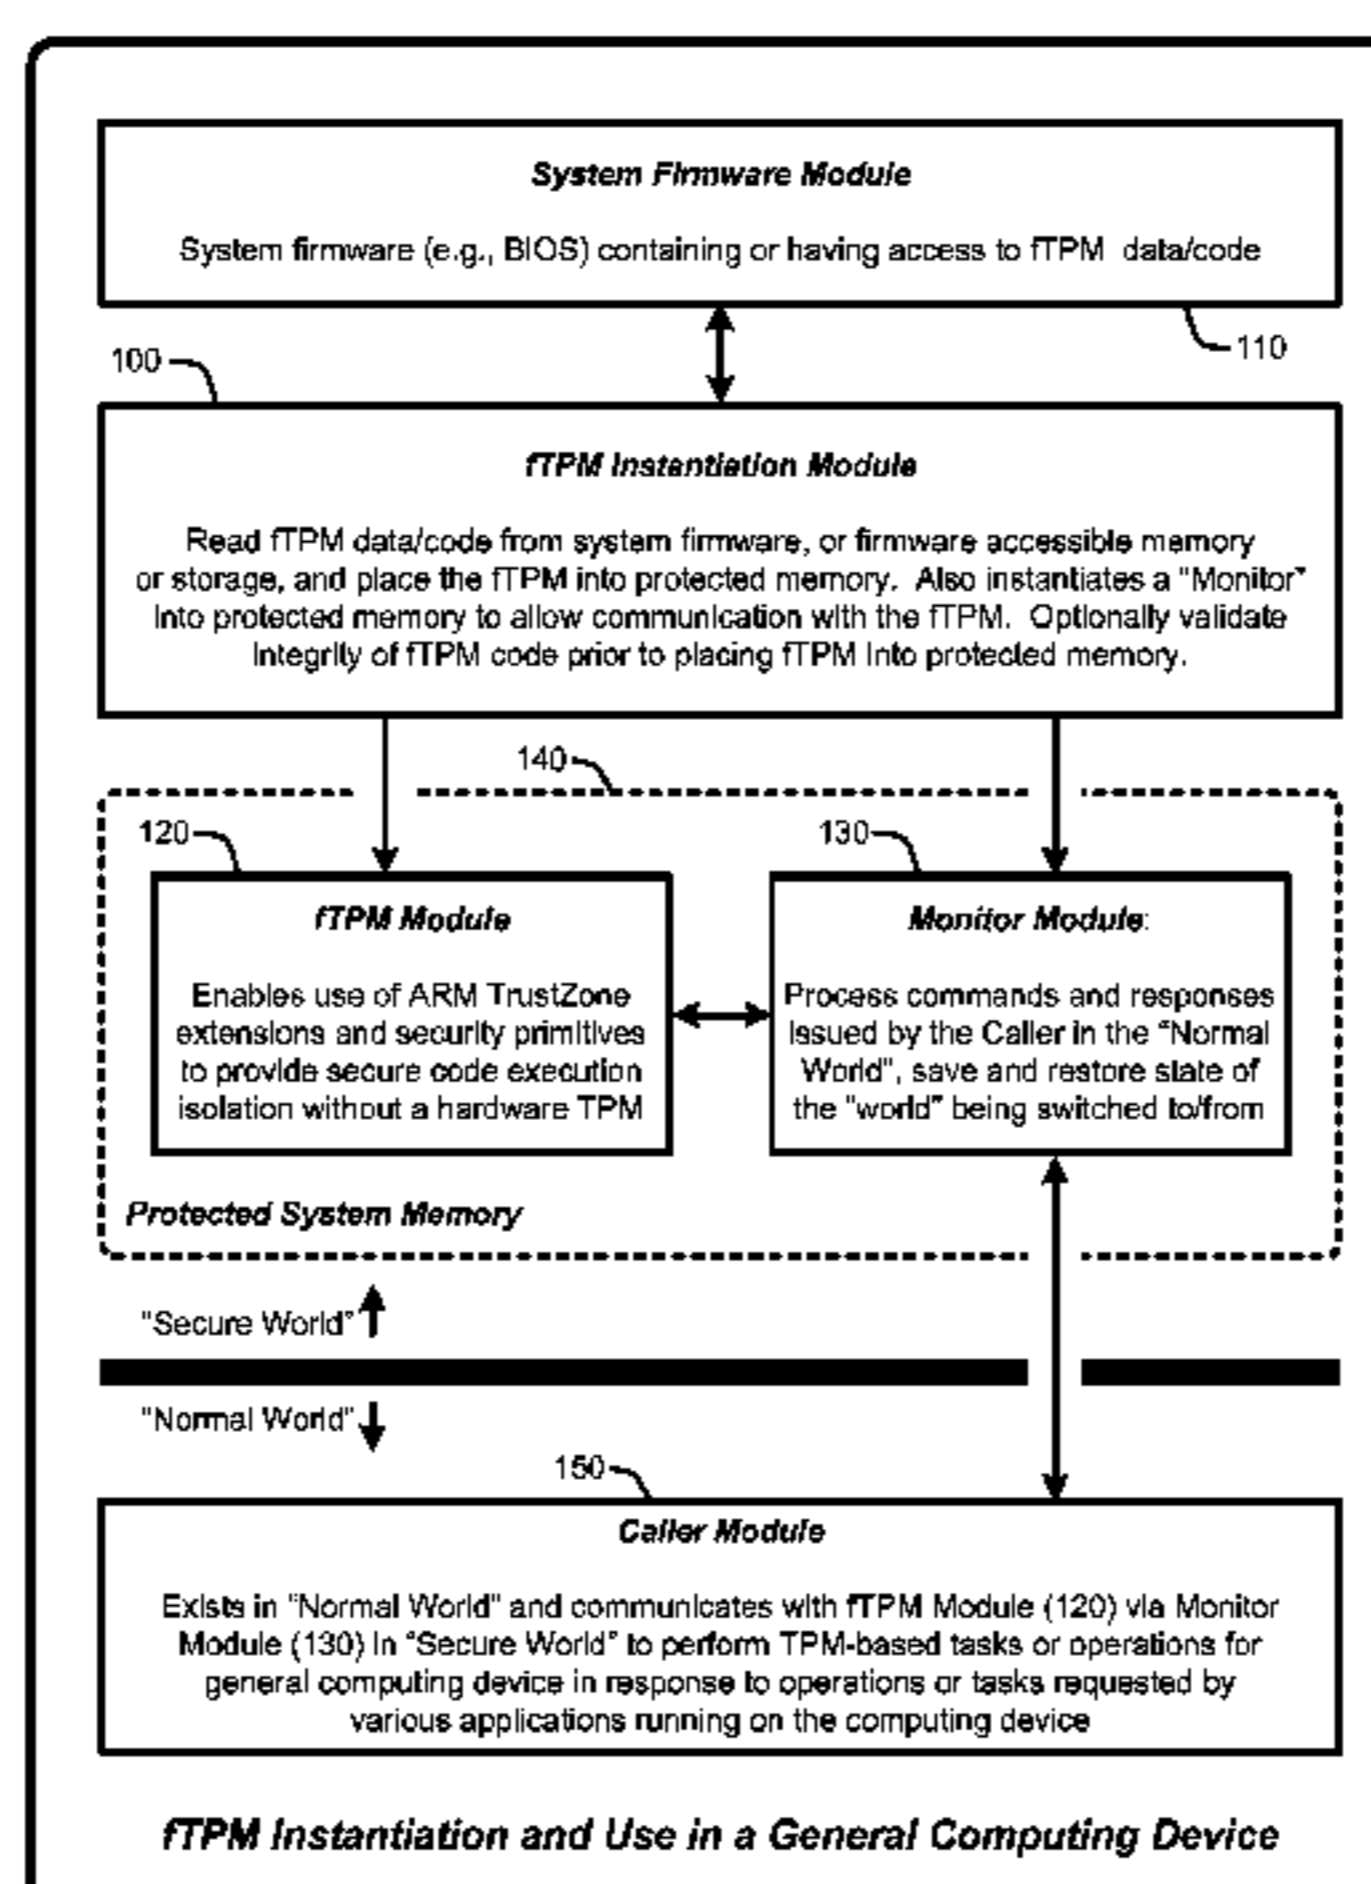 System Firmware Module
System firmware (e.g., BIOS) containing or having access to fTPM data/code
110
100
fTPM Instantiation Module
Read fTPM data/code from system firmware, or firmware accessible memory
or storage, and place the fTPM into protected memory. Also instantiates a "Monitor"
into protected memory to allow communication with the fTPM. Optionally validate
integrity of fTPM code prior to placing fTPM into protected memory.
140
120
130
fTPM Module
Enables use of ARM TrustZone
extensions and security primitives
to provide secure code execution
isolation without a hardware TPM
Monitor Module:
Process commands and responses
issued by the Caller in the "Normal
World", save and restore state of
the "world" being switched to/from
Protected System Memory
"Secure World"
"Normal World"
150
Caller Module
Exists in "Normal World" and communicates with fTPM Module (120) via Monitor
Module (130) in "Secure World" to perform TPM-based tasks or operations for
general computing device in response to operations or tasks requested by
various applications running on the computing device
fTPM Instantiation and Use in a General Computing Device